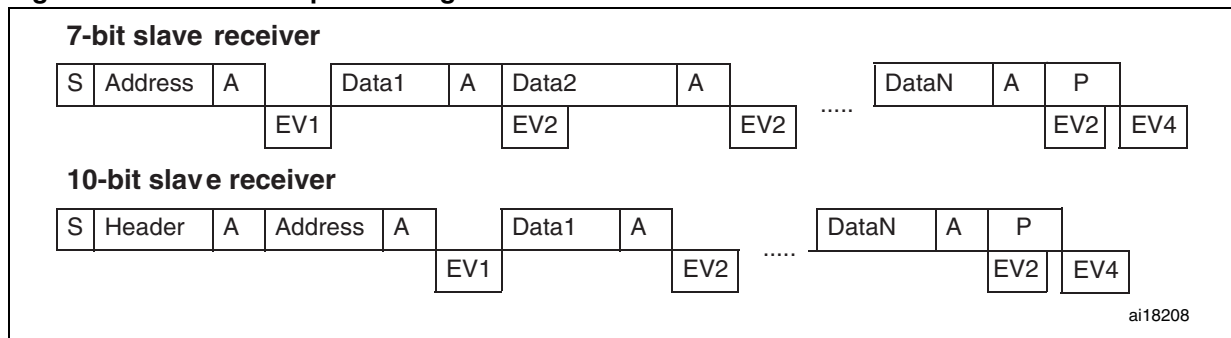 7-bit slave receiver
S Address A Data1 A Data2 A ..... DataN A P
EV1 EV2 EV2 EV2 EV4
10-bit slave receiver
S Header A Address A Data1 A ..... DataN A P
EV1 EV2 EV2 EV4
ai18208